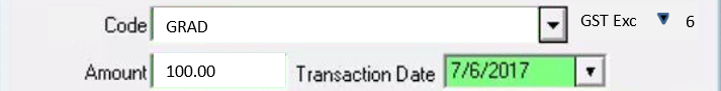 Code GRAD GST Exc 6
Amount 100.00 Transaction Date 7/6/2017